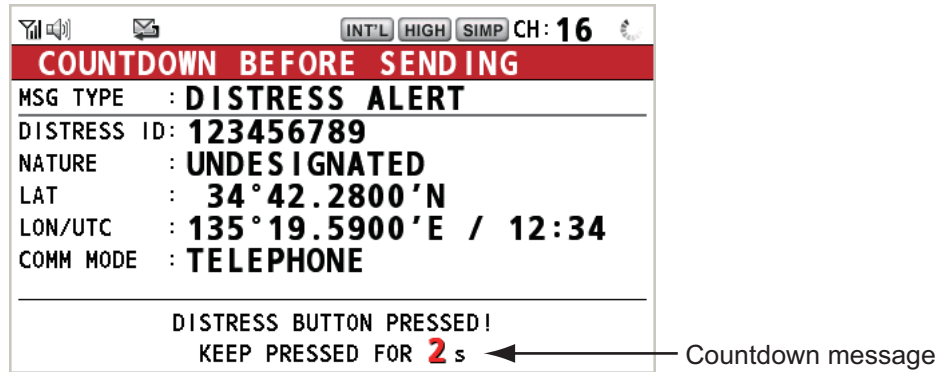 INT'L HIGH SIMP CH: 16
COUNTDOWN BEFORE SENDING
MSG TYPE : DISTRESS ALERT
DISTRESS ID: 123456789
NATURE : UNDESIGNATED
LAT : 34°42.2800'N
LON/UTC : 135°19.5900'E / 12:34
COMM MODE : TELEPHONE
DISTRESS BUTTON PRESSED!
KEEP PRESSED FOR 2 s
Countdown message